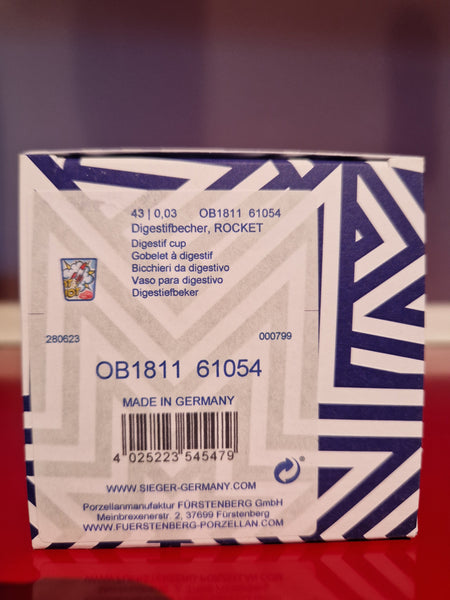 43 | 0,03 OB1811 61054
Digestifbecher, ROCKET
Digestif cup
Gobelet à digestif
Bicchieri da digestivo
Vaso para digestivo
Digestiefbeker
280623 000799
OB1811 61054
MADE IN GERMANY
4 025223 545479
WWW.SIEGER-GERMANY.COM
®
Porzellanmanufaktur FÜRSTENBERG GmbH
Meinbrexenerstr. 2, 37699 Fürstenberg
WWW.FUERSTENBERG-PORZELLAN.COM